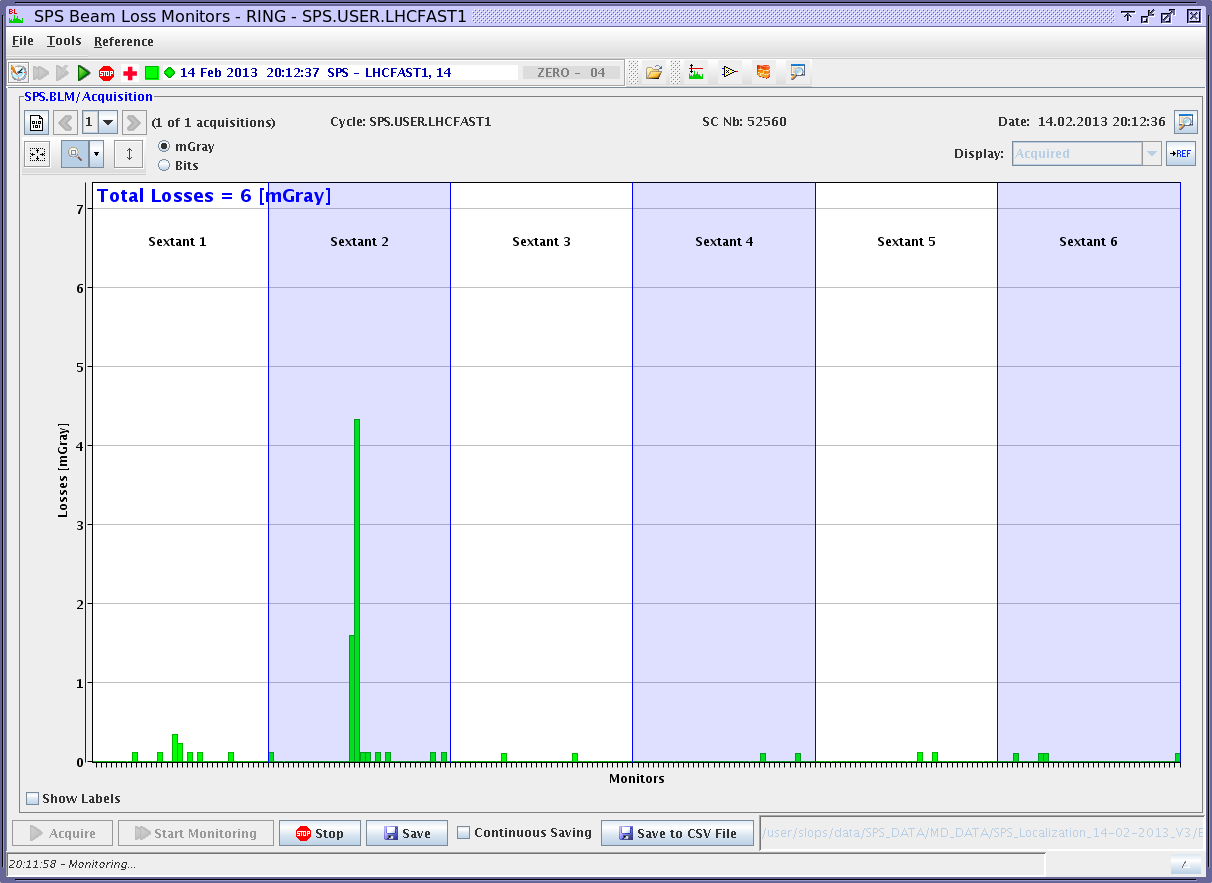 BL SPS Beam Loss Monitors - RING - SPS.USER.LHCFAST1
File Tools Reference
STOP 14 Feb 2013 20:12:37 SPS - LHCFAST1, 14 ZERO - 04
SPS.BLM/Acquisition
1 (1 of 1 acquisitions) Cycle: SPS.USER.LHCFAST1 SC Nb: 52560 Date: 14.02.2013 20:12:36
mGray
Bits
Display: Acquired REF
Total Losses = 6 [mGray]
Sextant 1 Sextant 2 Sextant 3 Sextant 4 Sextant 5 Sextant 6
7
6
5
4
3
2
1
0
Losses [mGray]
Monitors
Show Labels
Acquire Start Monitoring STOP Stop Save Continuous Saving Save to CSV File /user/slops/data/SPS_DATA/MD_DATA/SPS_Localization_14-02-2013_V3/
20:11:58 - Monitoring...